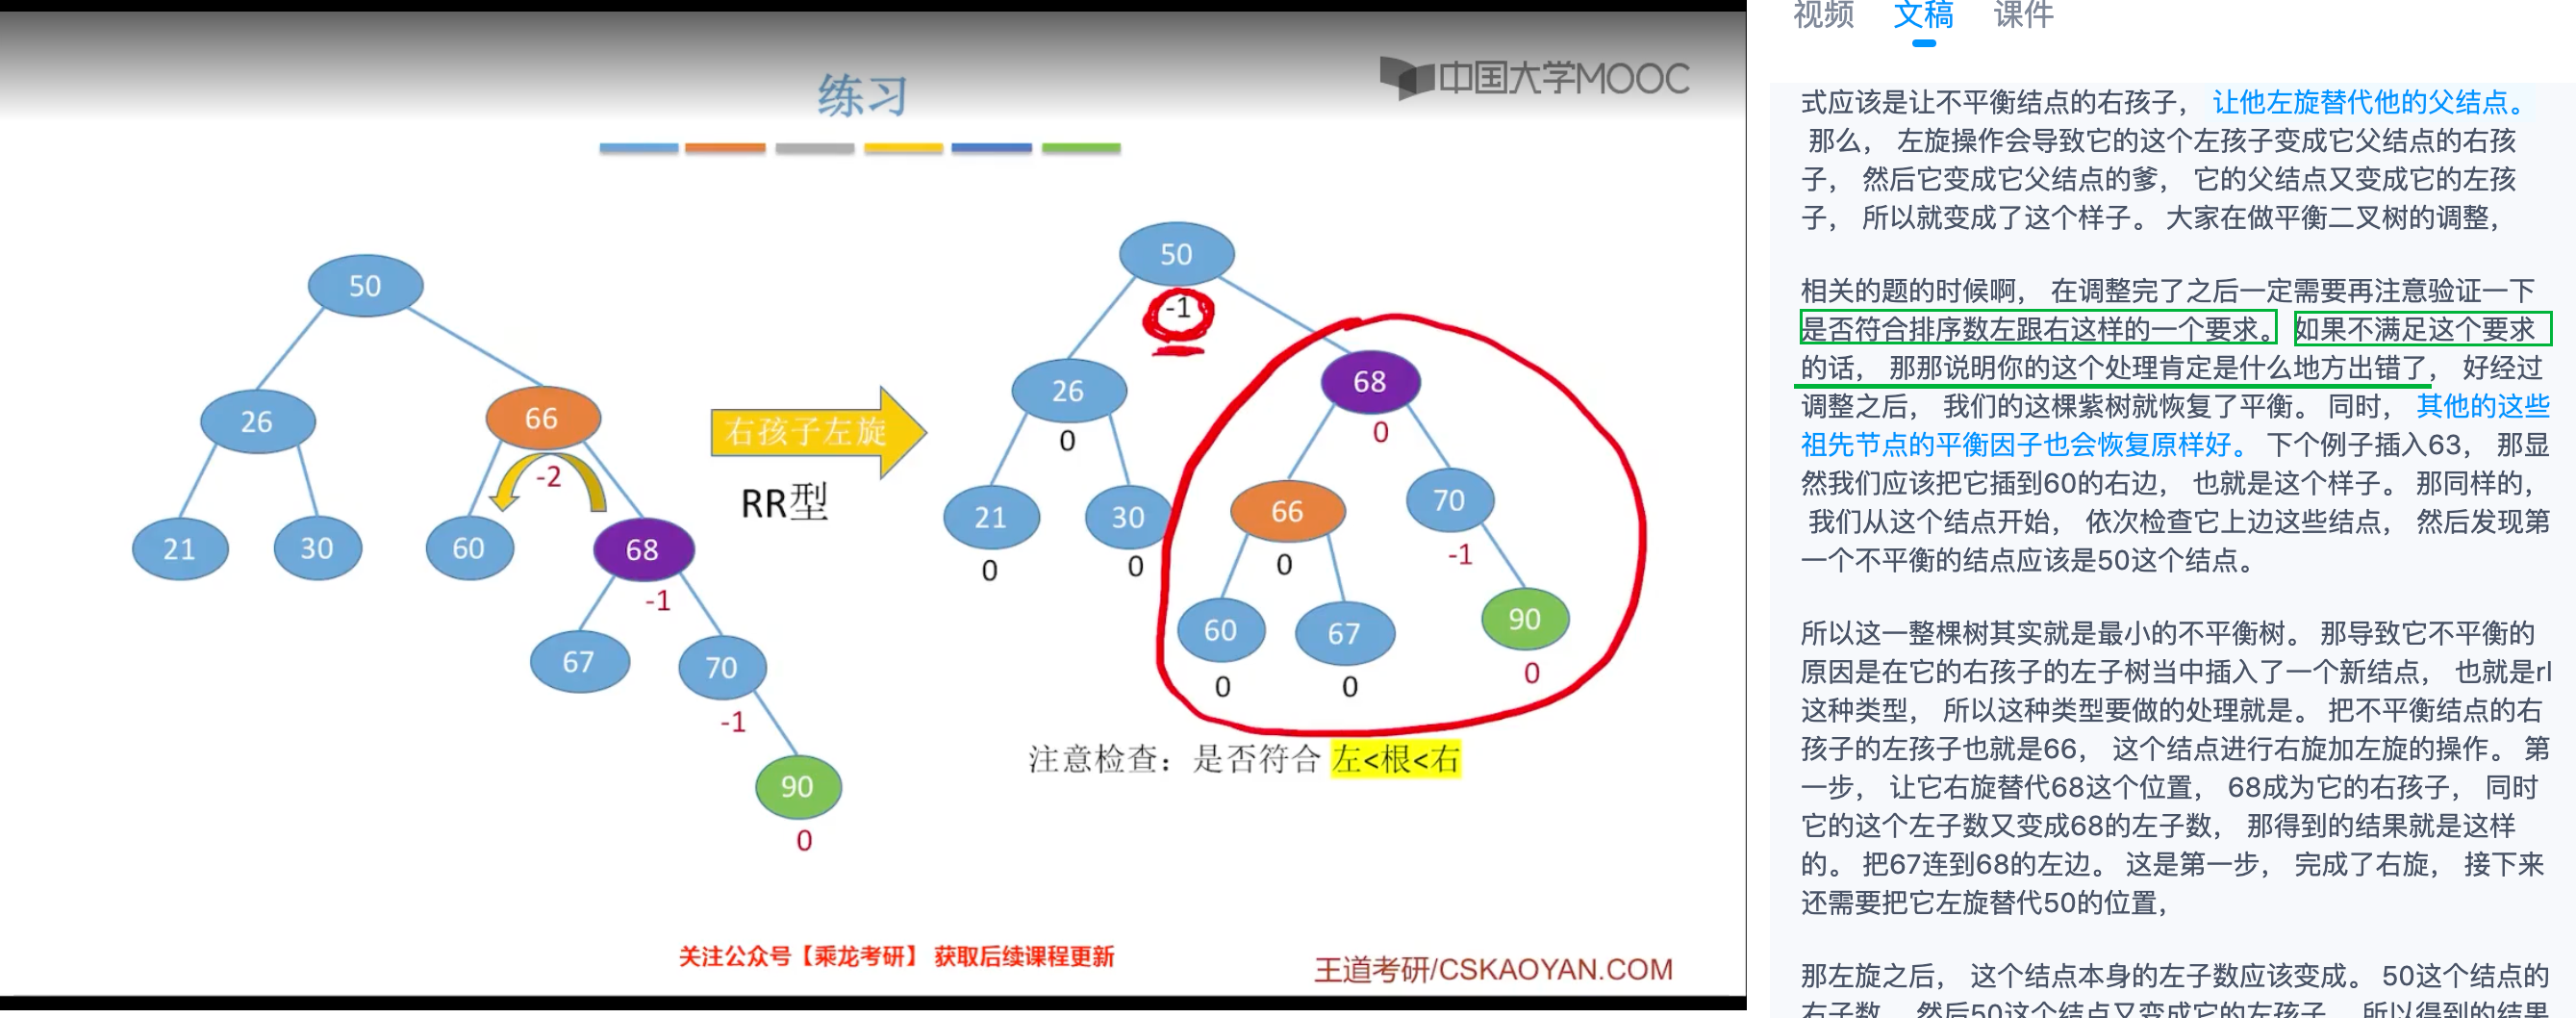 练习
中国大学MOOC
50
26
66
-2
21
30
60
68
-1
67
70
-1
90
0
右孩子左旋
RR型
50
-1
26
0
68
0
21
0
30
0
66
0
70
-1
60
0
67
0
90
0
注意检查：是否符合 左<根<右
关注公众号【乘龙考研】 获取后续课程更新
王道考研/CSKAOYAN.COM
视频 文稿 课件
式应该是让不平衡结点的右孩子， 让他左旋替代他的父结点。
那么， 左旋操作会导致它的这个左孩子变成它父结点的右孩
子， 然后它变成它父结点的爹， 它的父结点又变成它的左孩
子， 所以就变成了这个样子。 大家在做平衡二叉树的调整，
相关的题的时候啊， 在调整完了之后一定需要再注意验证一下
是否符合排序数左跟右这样的一个要求。 如果不满足这个要求
的话， 那那说明你的这个处理肯定是什么地方出错了， 好经过
调整之后， 我们的这棵紫树就恢复了平衡。 同时， 其他的这些
祖先节点的平衡因子也会恢复原样好。 下个例子插入63， 那显
然我们应该把它插到60的右边， 也就是这个样子。 那同样的，
我们从这个结点开始， 依次检查它上边这些结点， 然后发现第
一个不平衡的结点应该是50这个结点。
所以这一整棵树其实就是最小的不平衡树。 那导致它不平衡的
原因是在它的右孩子的左子树当中插入了一个新结点， 也就是rl
这种类型， 所以这种类型要做的处理就是。 把不平衡结点的右
孩子的左孩子也就是66， 这个结点进行右旋加左旋的操作。 第
一步， 让它右旋替代68这个位置， 68成为它的右孩子， 同时
它的这个左子数又变成68的左子数， 那得到的结果就是这样
的。 把67连到68的左边。 这是第一步， 完成了右旋， 接下来
还需要把它左旋替代50的位置，
那左旋之后， 这个结点本身的左子数应该变成。 50这个结点的
右子数， 然后50这个结点又变成它的左孩子， 所以得到的结果